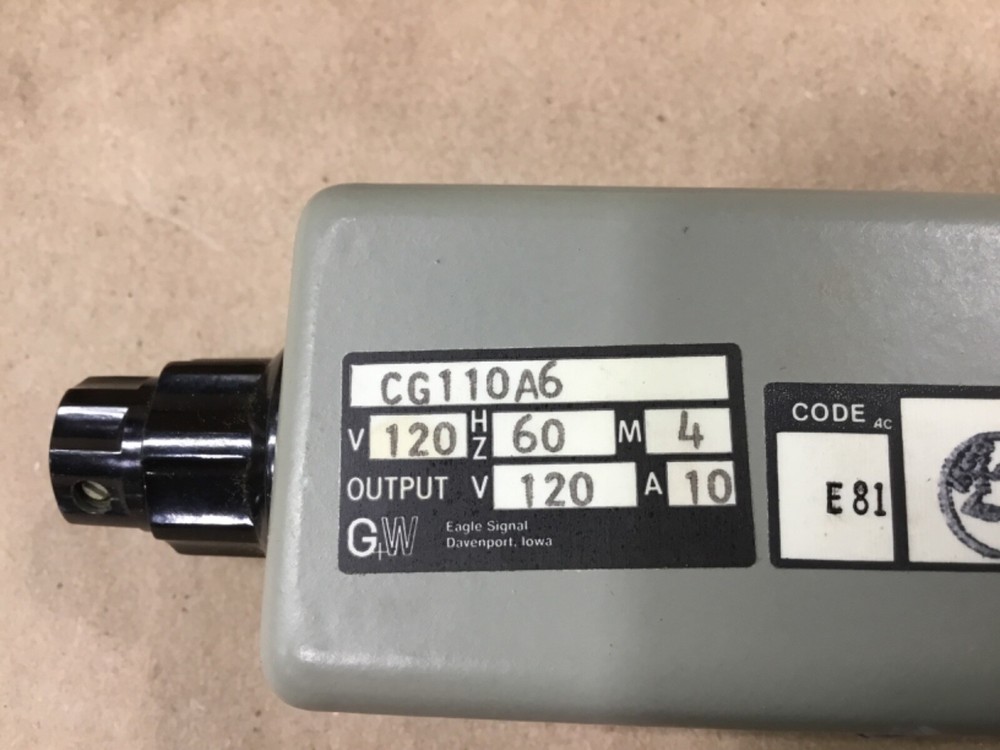 CG110A6
V 120 HZ 60 M 4
OUTPUT V 120 A 10
G+W Eagle Signal
Davenport, Iowa
CODE AC
E81